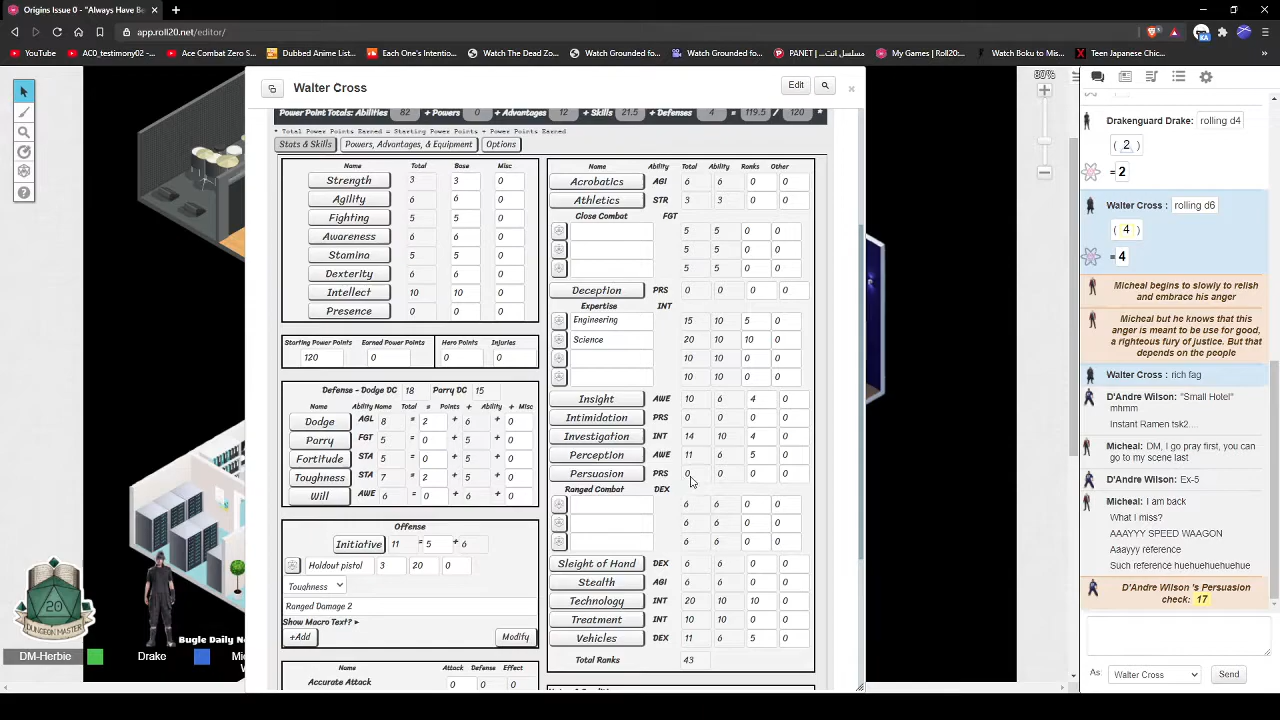 Origins Issue 0 - "Always Have Be
app.roll20.net/editor/
YouTube
AC0_testimony02 -...
Ace Combat Zero S...
Dubbed Anime List...
Each One's Intentio...
Watch The Dead Zo...
Watch Grounded fo...
Watch Grounded fo...
PANET | مسلسل انت...
My Games | Roll20:...
Watch Boku to Mis...
Teen Japanese Chic...
Walter Cross
Edit
Power Point Totals: Abilities 82 + Powers 0 + Advantages 12 + Skills 21.5 + Defenses 4 = 119.5 / 120 *
* Total Power Points Earned = Starting Power Points + Power Points Earned
Stats & Skills
Powers, Advantages, & Equipment
Options
Name Total Base Misc
Strength 3 3 0
Agility 6 6 0
Fighting 5 5 0
Awareness 6 6 0
Stamina 5 5 0
Dexterity 6 6 0
Intellect 10 10 0
Presence 0 0 0
Starting Power Points Earned Power Points Hero Points Injuries
120 0 0 0
Defense - Dodge DC 18 Parry DC 15
Name Ability Name Total = Points + Ability + Misc
Dodge AGL 8 = 2 + 6 + 0
Parry FGT 5 = 0 + 5 + 0
Fortitude STA 5 = 0 + 5 + 0
Toughness STA 7 = 2 + 5 + 0
Will AWE 6 = 0 + 6 + 0
Offense
Initiative 11 = 5 + 6
Holdout pistol 3 20 0
Toughness
Ranged Damage 2
Show Macro Text? ▸
+Add
Modify
Name Attack Defense Effect
Accurate Attack 0 0 0
Name Ability Total Ability Ranks Other
Acrobatics AGI 6 6 0 0
Athletics STR 3 3 0 0
Close Combat FGT
5 5 0 0
5 5 0 0
5 5 0 0
Deception PRS 0 0 0 0
Expertise INT
Engineering 15 10 5 0
Science 20 10 10 0
10 10 0 0
10 10 0 0
Insight AWE 10 6 4 0
Intimidation PRS 0 0 0 0
Investigation INT 14 10 4 0
Perception AWE 11 6 5 0
Persuasion PRS 0 0 0 0
Ranged Combat DEX
6 6 0 0
6 6 0 0
6 6 0 0
Sleight of Hand DEX 6 6 0 0
Stealth AGI 6 6 0 0
Technology INT 20 10 10 0
Treatment INT 10 10 0 0
Vehicles DEX 11 6 5 0
Total Ranks 43
80%
20
DUNGEON MASTER
DM-Herbie
Drake
Bugle Daily N
Drakenguard Drake: rolling d4
( 2 )
=2
Walter Cross : rolling d6
( 4 )
=4
Micheal begins to slowly to relish
and embrace his anger
Micheal but he knows that this
anger is meant to be use for good,
a righteous fury of justice. But that
depends on the people
Walter Cross : rich fag
D'Andre Wilson : "Small Hotel"
mhmm
Instant Ramen tsk2....
Micheal: DM, I go pray first, you can
go to my scene last
D'Andre Wilson : Ex-5
Micheal: I am back
What I miss?
AAAYYY SPEED WAAGON
Aaayyy reference
Such reference huehuehuehuehue
D'Andre Wilson 's Persuasion
check: 17
As:
Walter Cross
Send